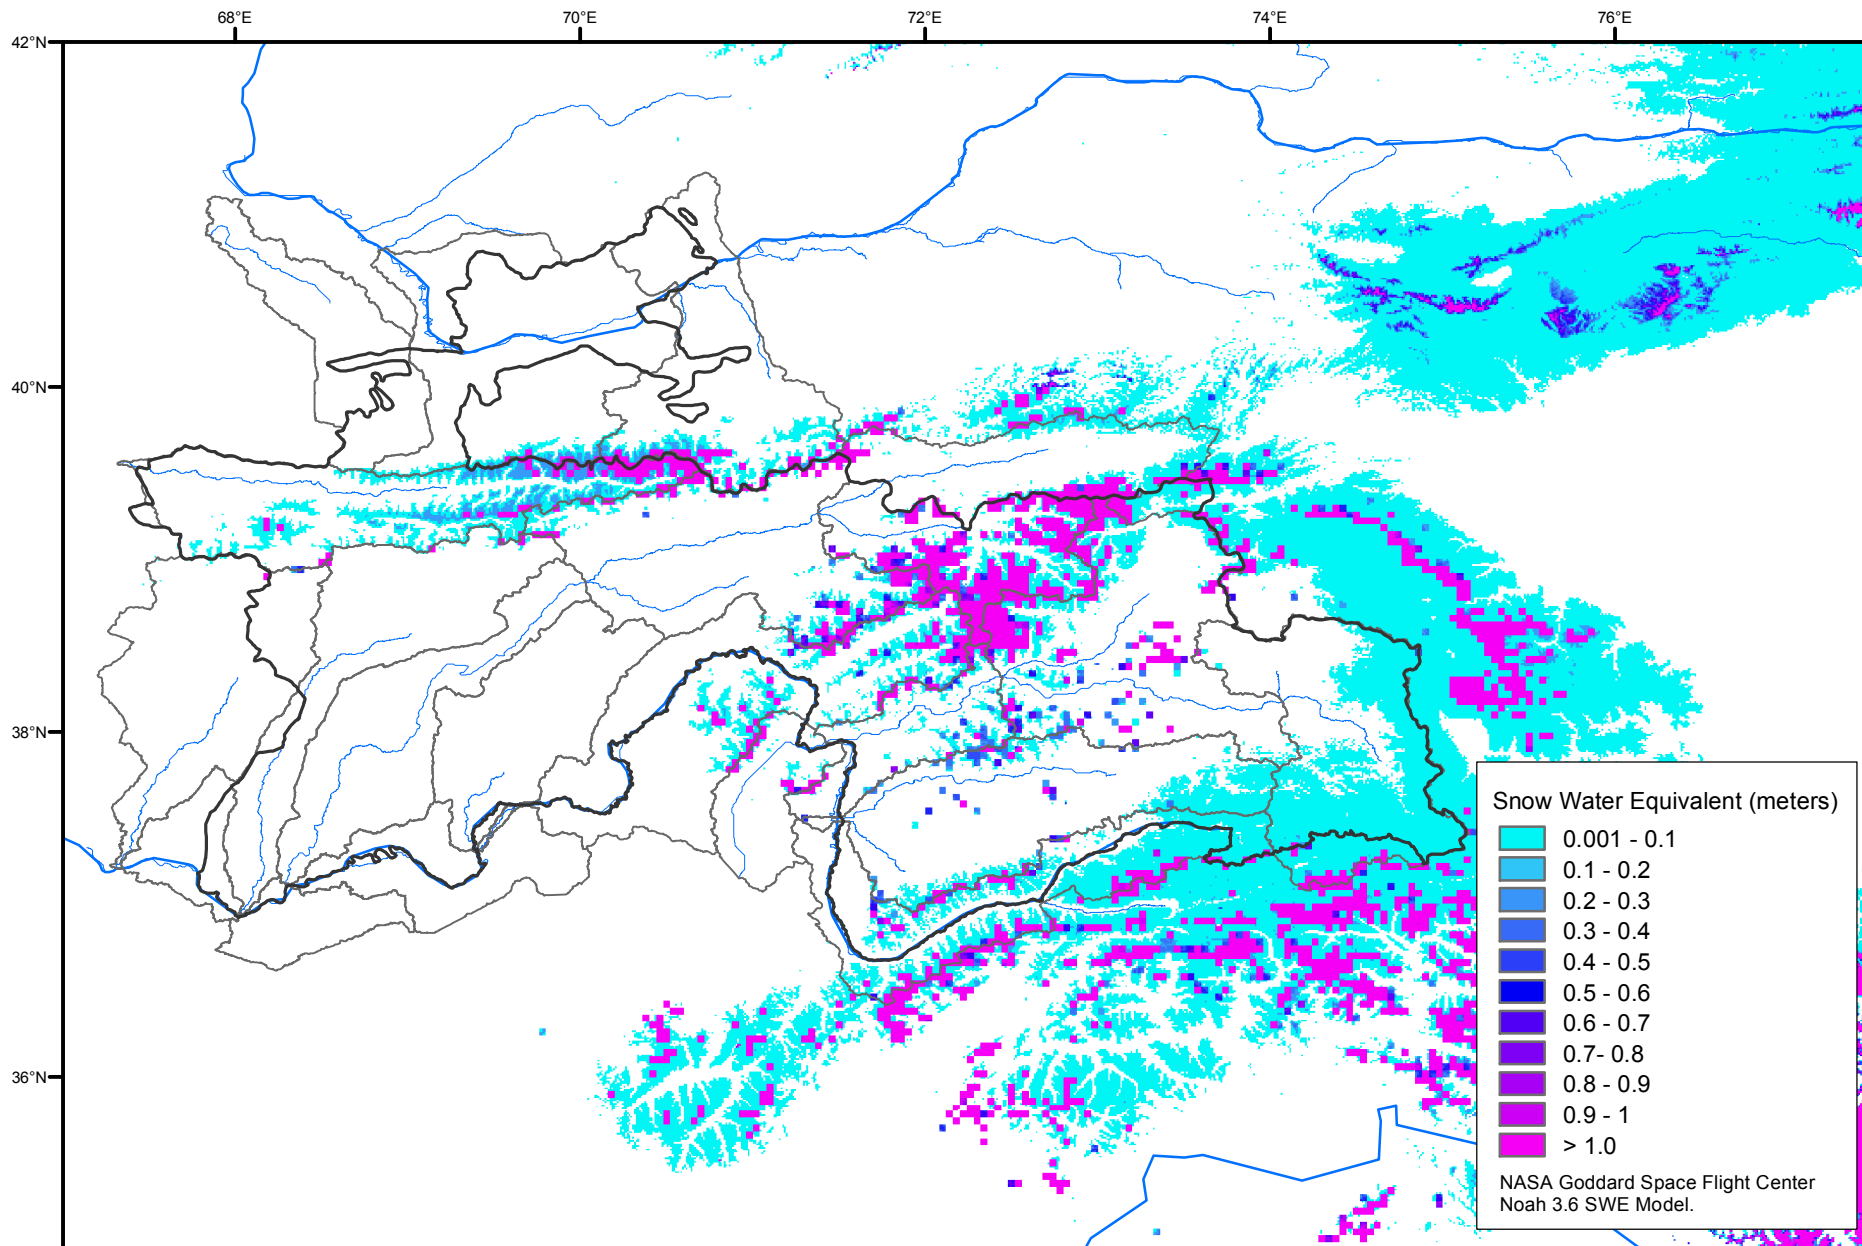 68°E
70°E
72°E
74°E
76°E
42°N
40°N
38°N
36°N
Snow Water Equivalent (meters)
0.001 - 0.1
0.1 - 0.2
0.2 - 0.3
0.3 - 0.4
0.4 - 0.5
0.5 - 0.6
0.6 - 0.7
0.7- 0.8
0.8 - 0.9
0.9 - 1
> 1.0
NASA Goddard Space Flight Center
Noah 3.6 SWE Model.